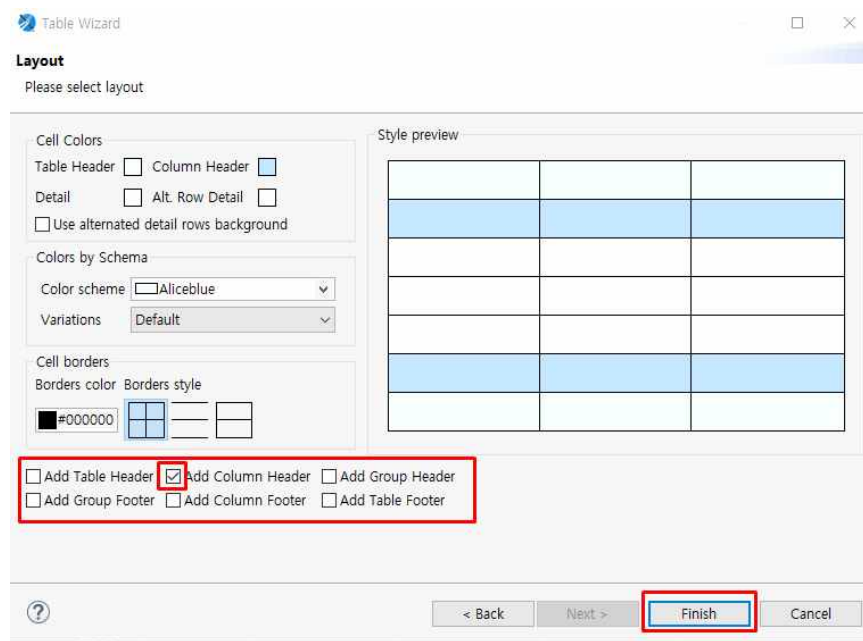 Table Wizard
Layout
Please select layout
Cell Colors
Table Header Column Header
Detail Alt. Row Detail
Use alternated detail rows background
Colors by Schema
Color scheme Aliceblue
Variations Default
Cell borders
Borders color Borders style
#000000
Style preview
Add Table Header Add Column Header Add Group Header
Add Group Footer Add Column Footer Add Table Footer
? < Back Next > Finish Cancel